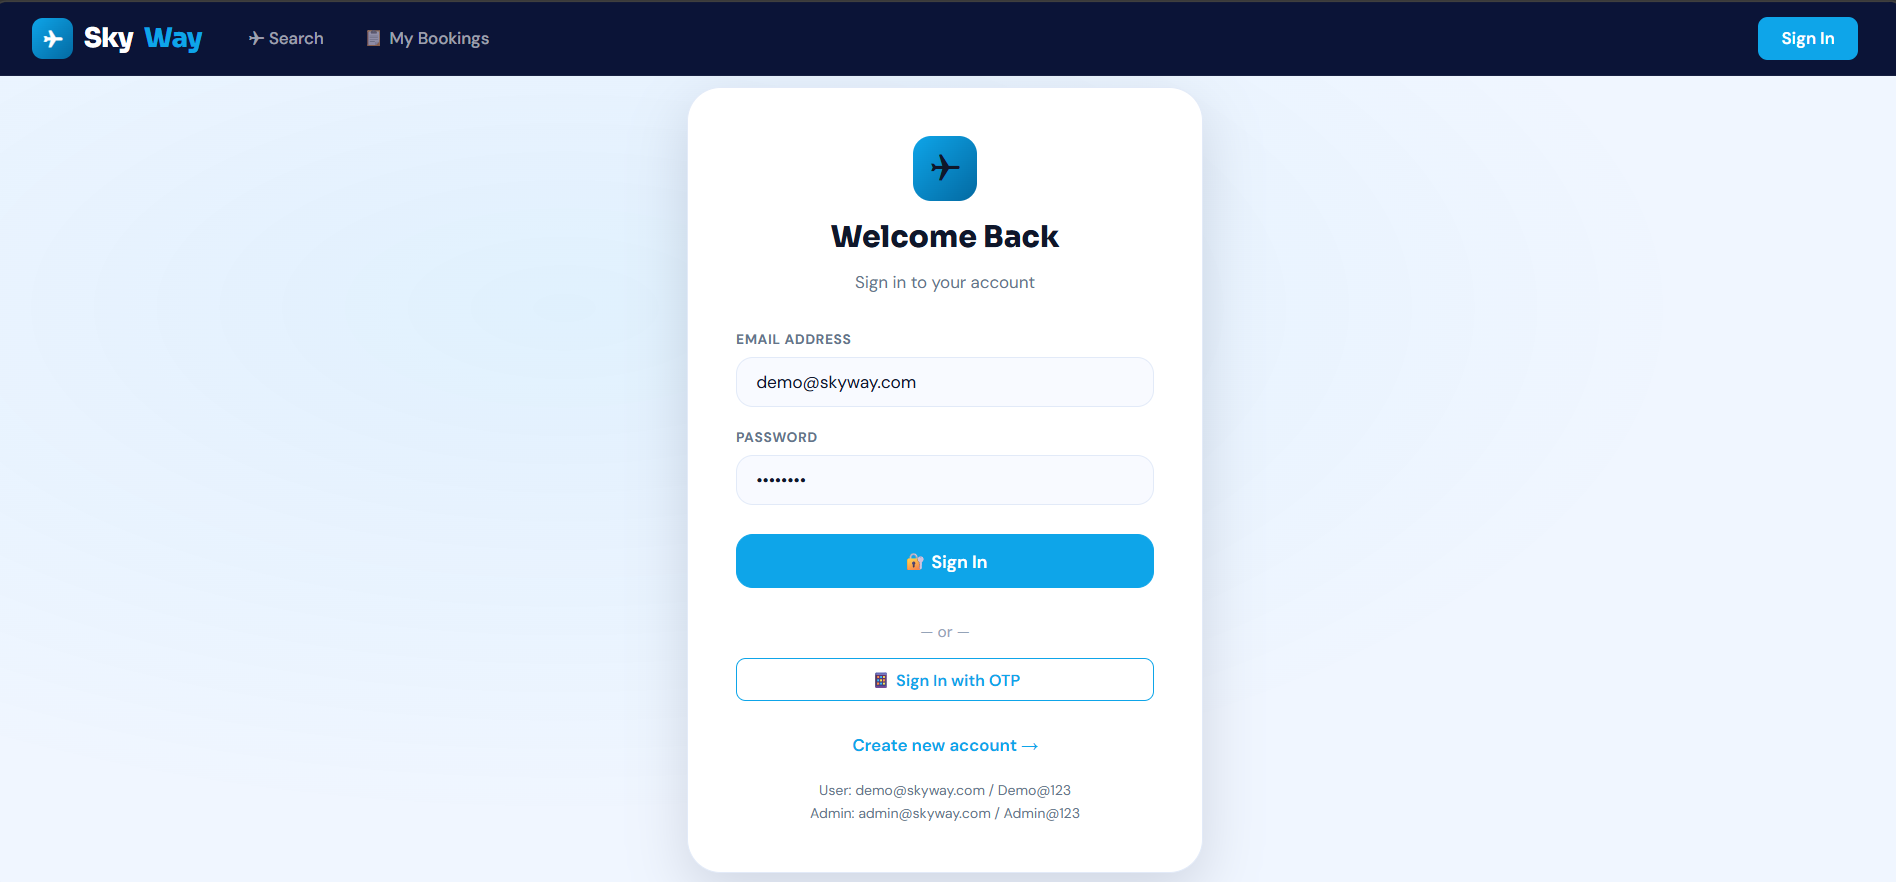 Sky Way
Search
My Bookings
Sign In
Welcome Back
Sign in to your account
EMAIL ADDRESS
demo@skyway.com
PASSWORD
••••••••
Sign In
— or —
Sign In with OTP
Create new account →
User: demo@skyway.com / Demo@123
Admin: admin@skyway.com / Admin@123